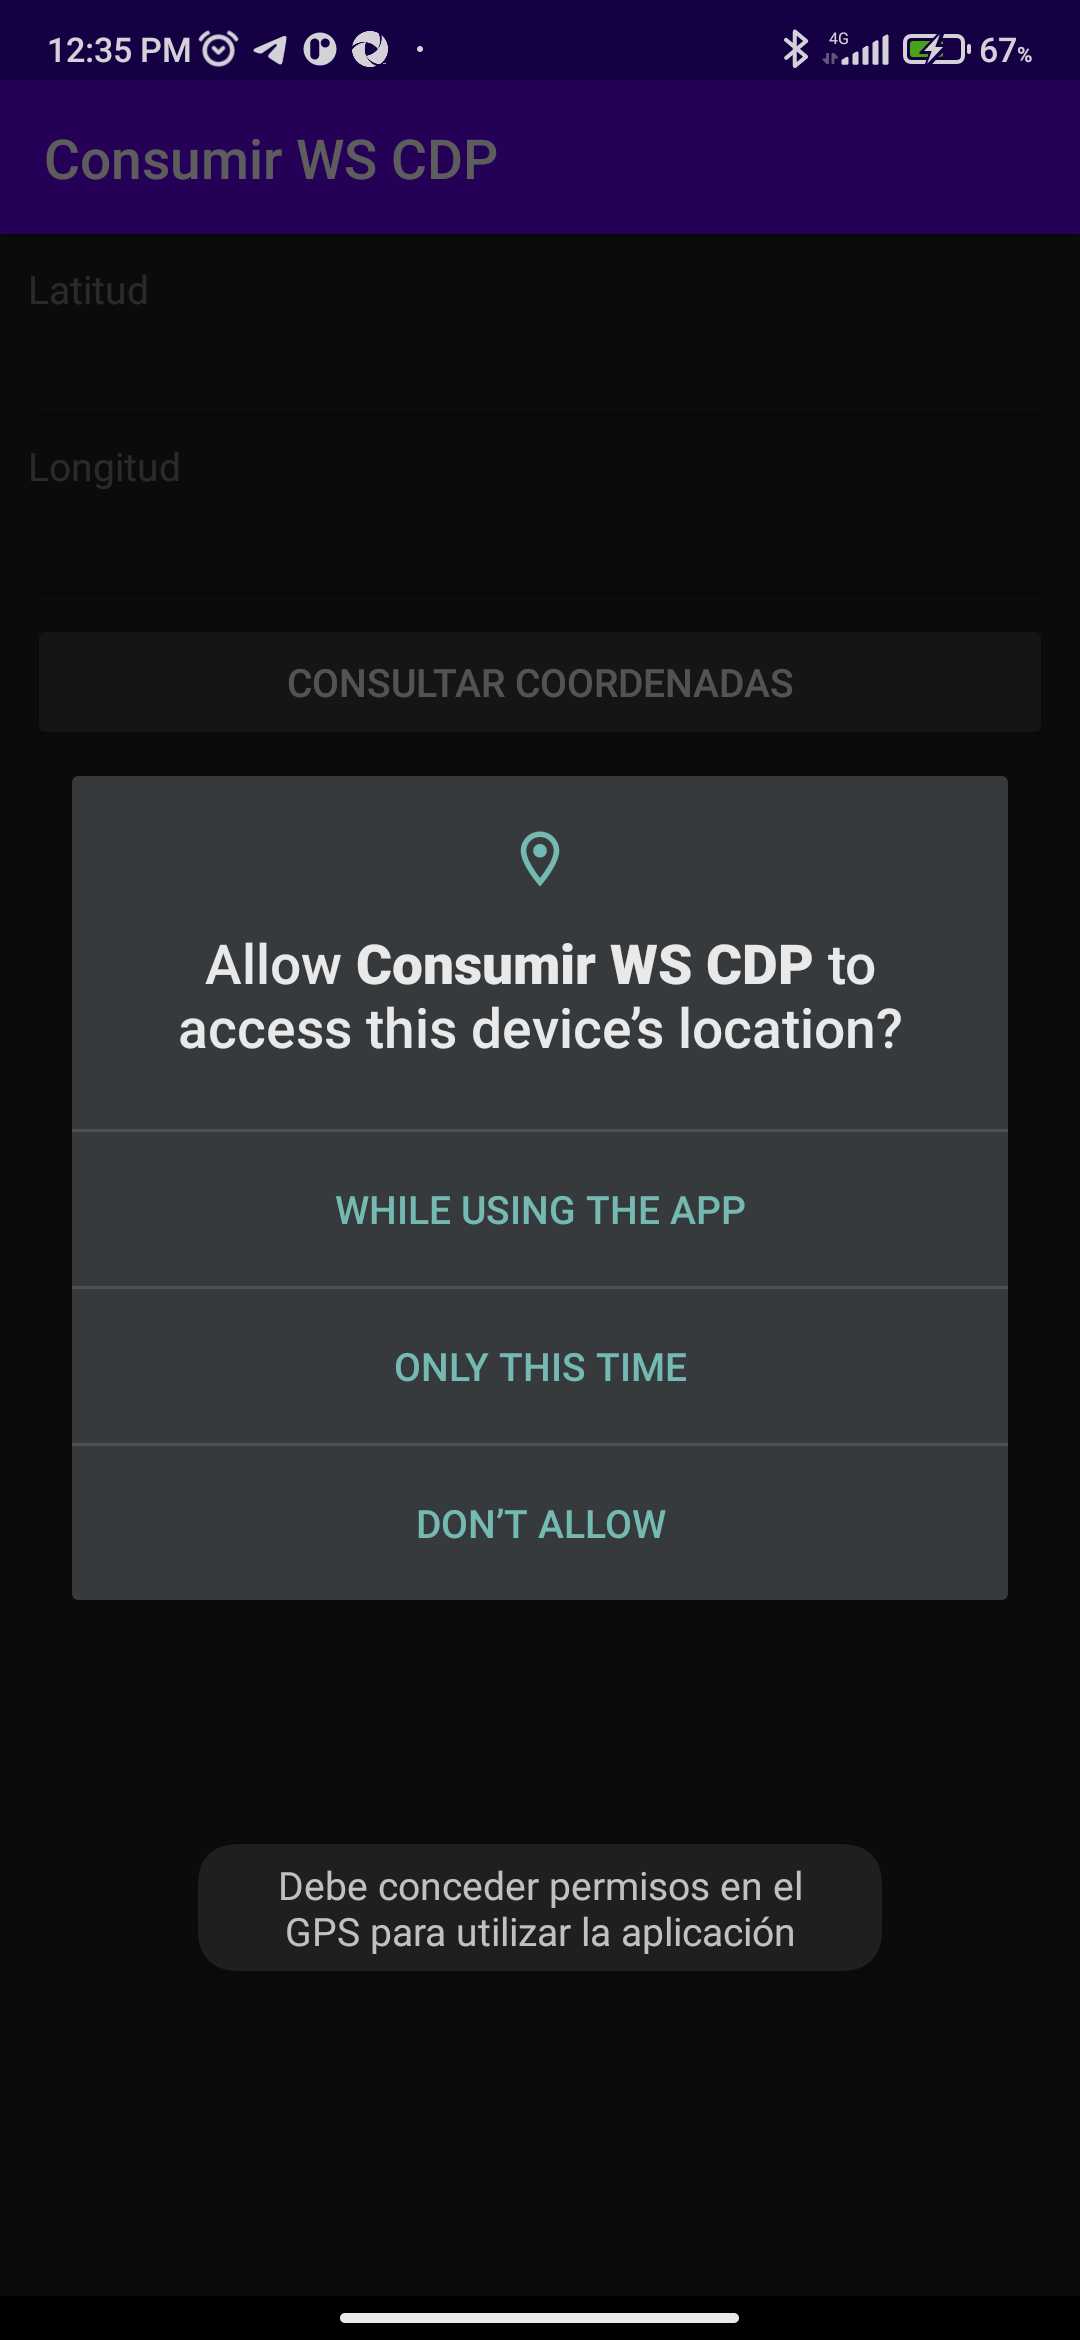 12:35 PM
4G
67%
Consumir WS CDP
Latitud
Longitud
CONSULTAR COORDENADAS
Allow Consumir WS CDP to
access this device’s location?
WHILE USING THE APP
ONLY THIS TIME
DON’T ALLOW
Debe conceder permisos en el
GPS para utilizar la aplicación